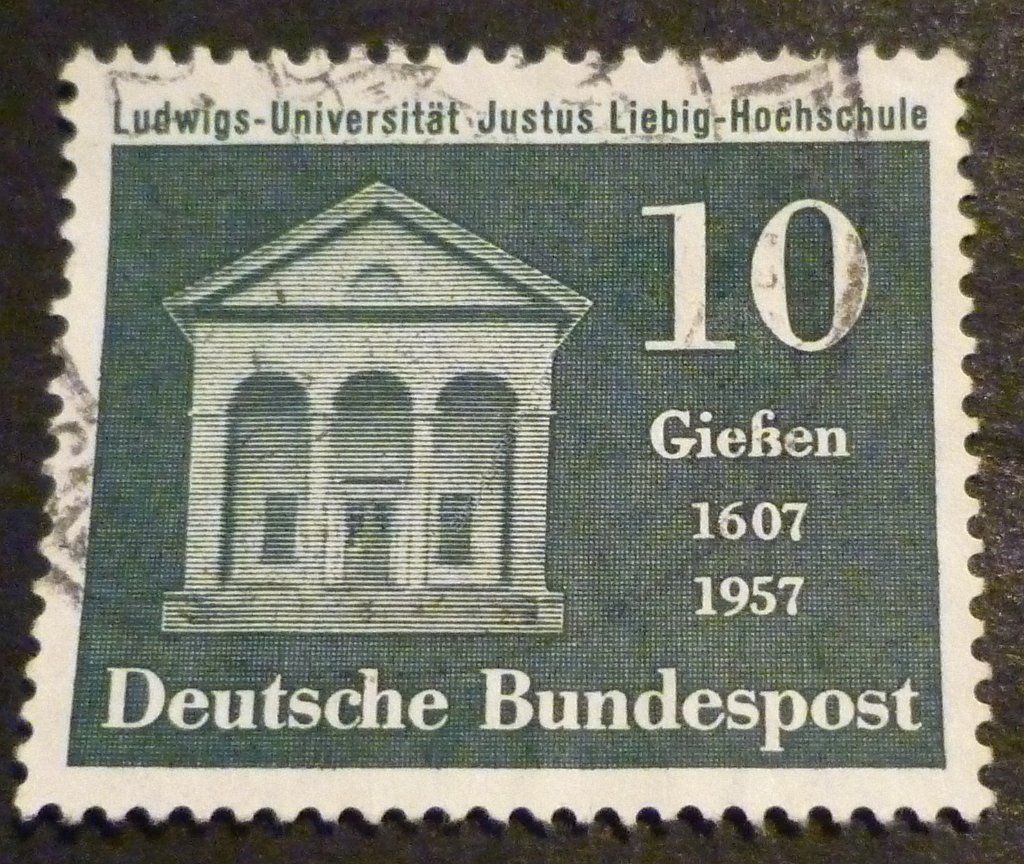 Ludwigs-Universität Justus Liebig-Hochschule
10
Gießen
1607
1957
Deutsche Bundespost